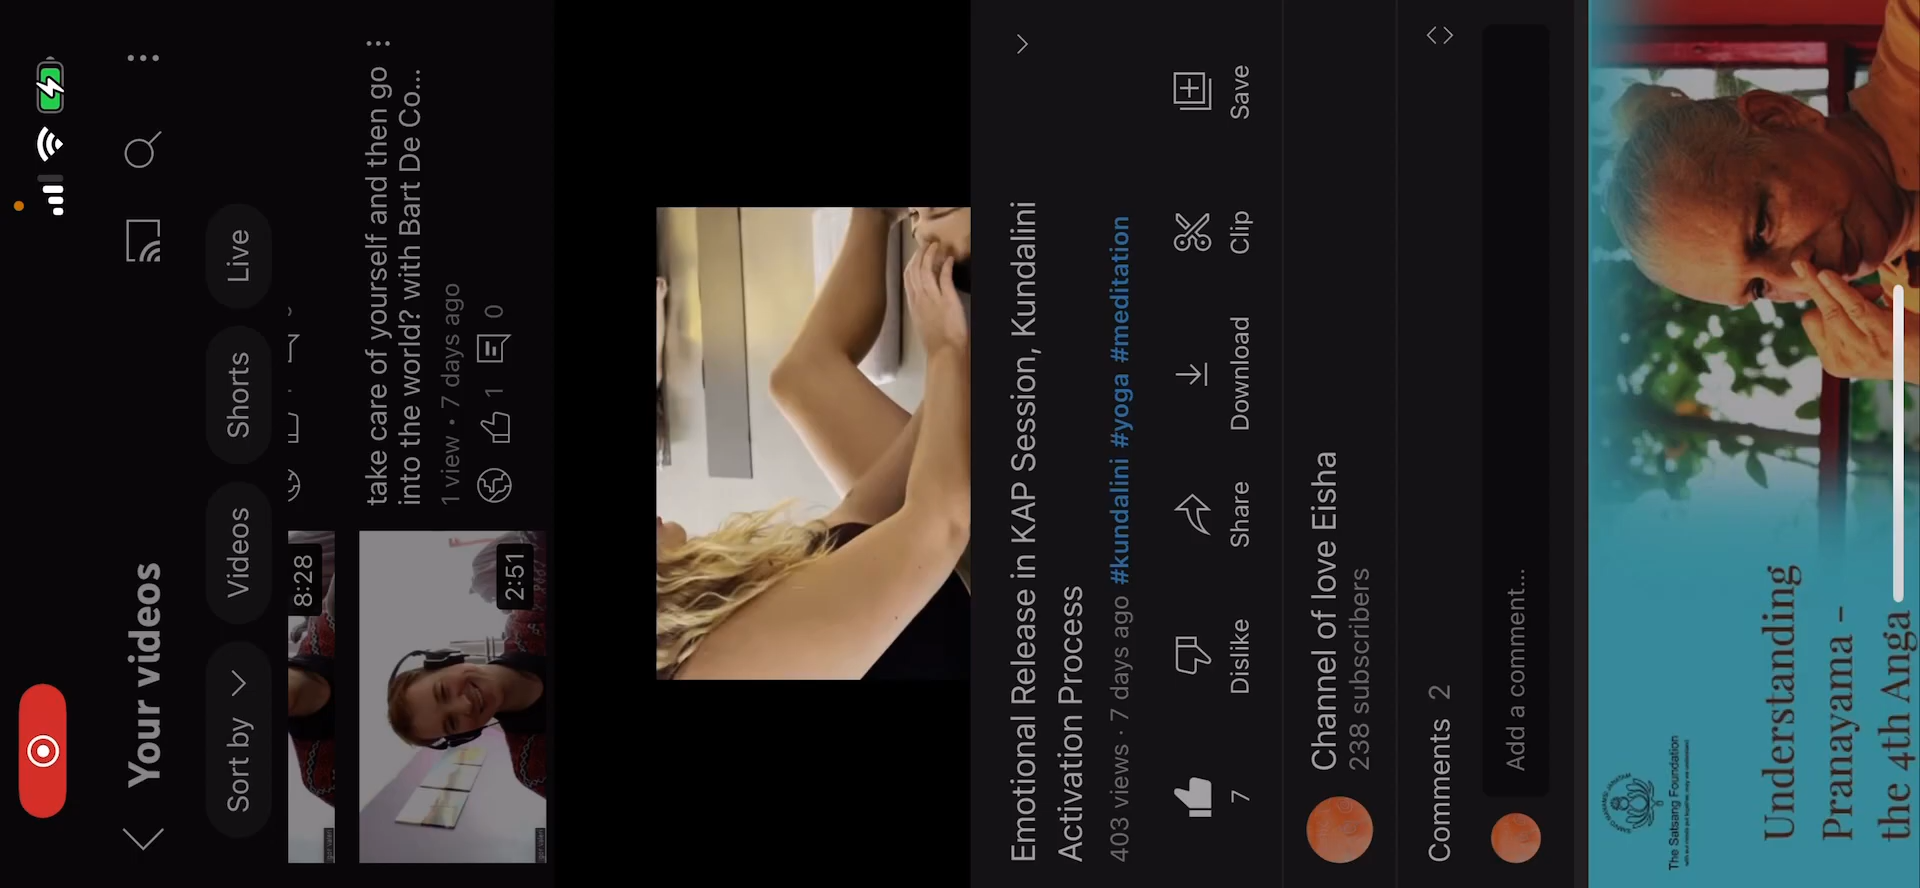 Your videos
Sort by
Videos
Shorts
Live
8:28
2:51
take care of yourself and then go
into the world? with Bart De Co...
1 view • 7 days ago
1
0
Emotional Release in KAP Session, Kundalini
Activation Process
403 views · 7 days ago #kundalini #yoga #meditation
7
Dislike
Share
Download
Clip
Save
Channel of love Eisha
238 subscribers
Comments 2
Add a comment...
The Satsang Foundation
Understanding
Pranayama -
the 4th Anga